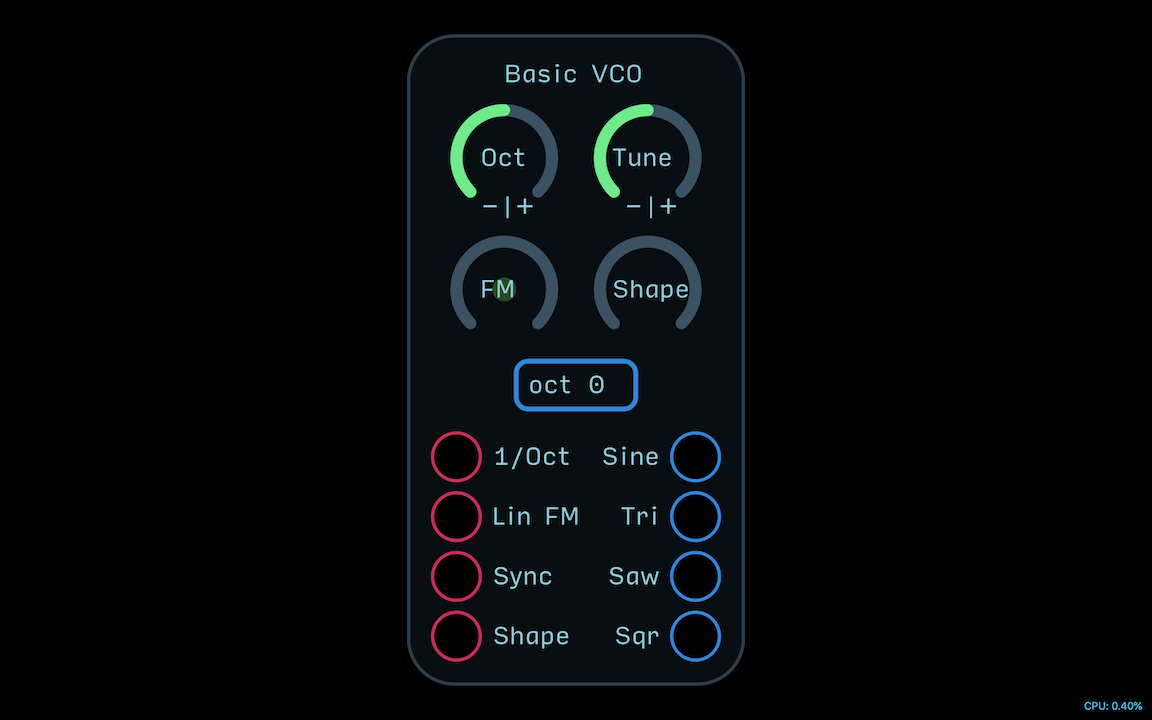 Basic VCO
Oct Tune
-|+ -|+
FM Shape
oct 0
1/Oct Sine
Lin FM Tri
Sync Saw
Shape Sqr
CPU: 0.40%